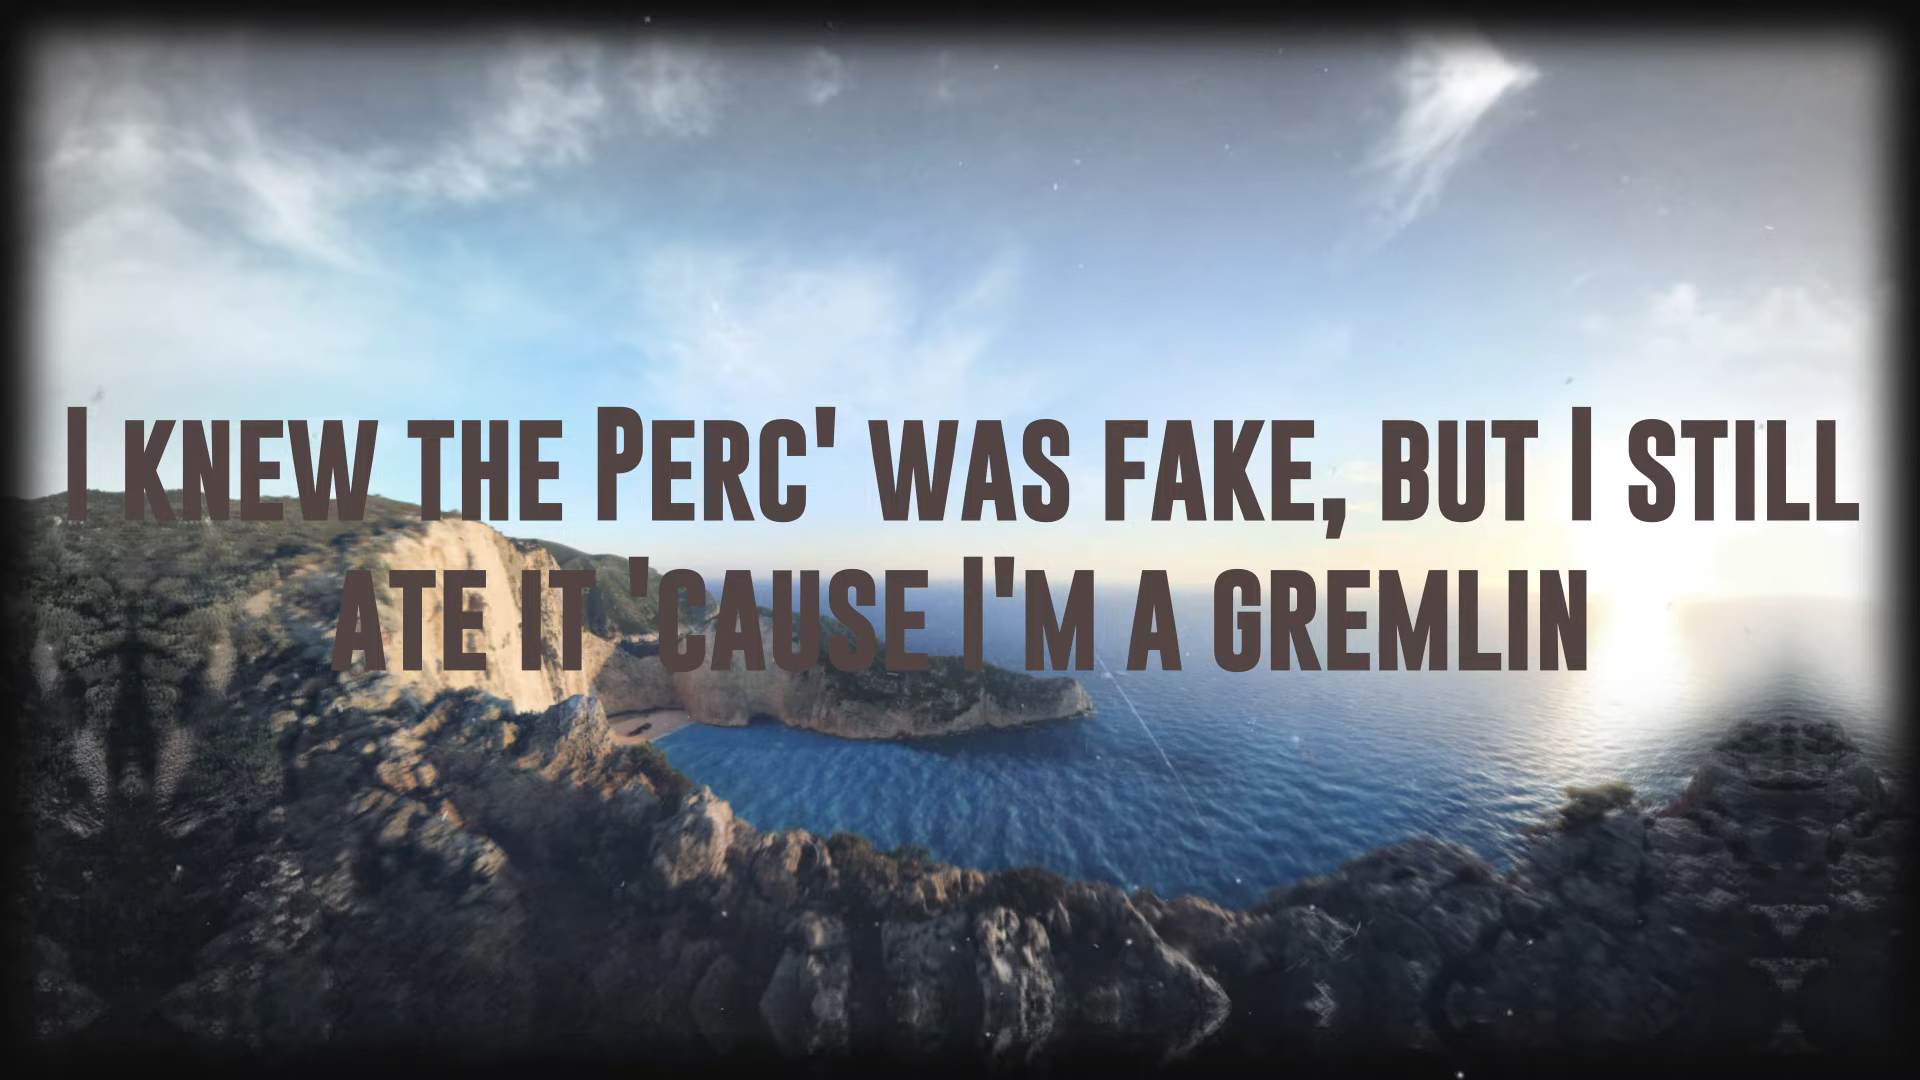 I knew the Perc' was fake, but I still
ate it 'cause I'm a gremlin